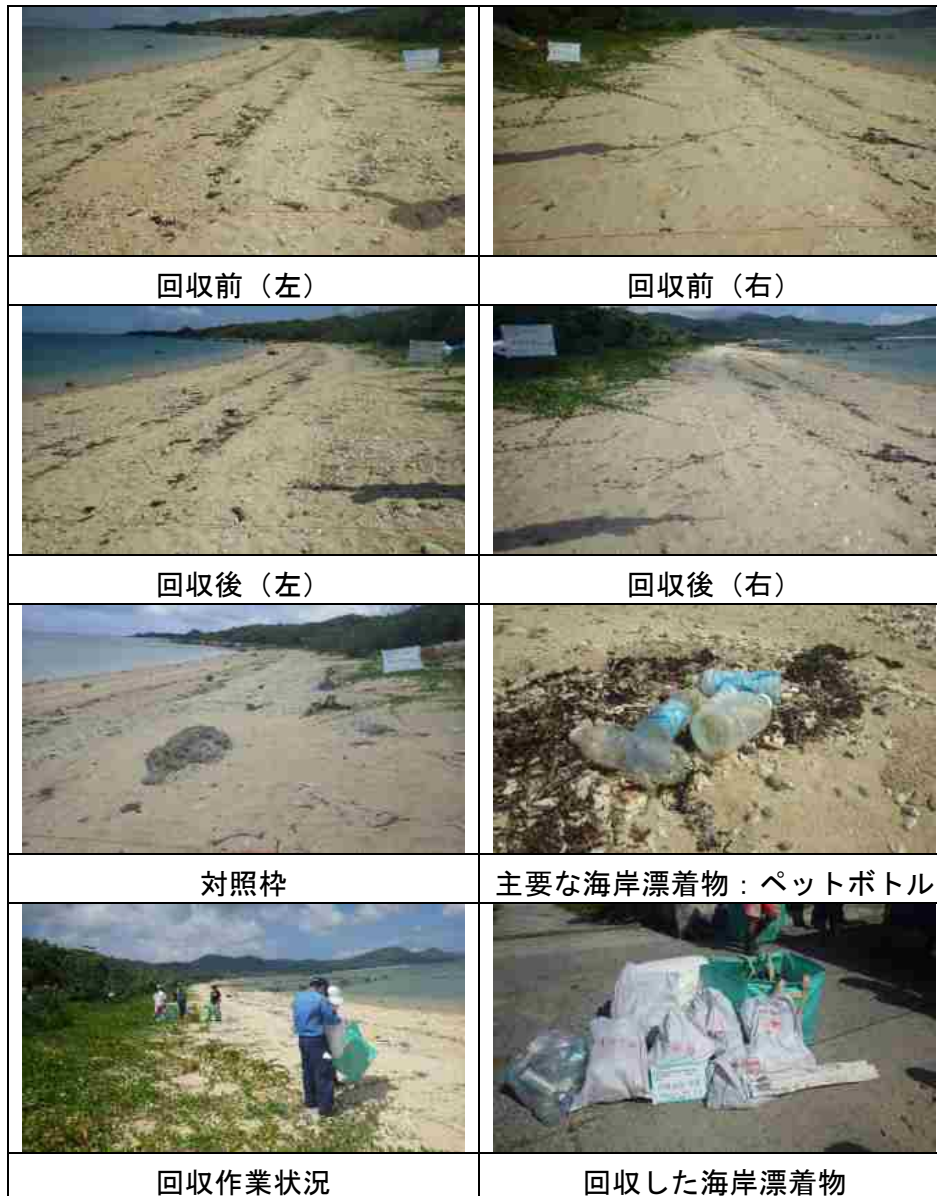 回収前（左）
回収前（右）
回収後（左）
回収後（右）
対照枠
主要な海岸漂着物：ペットボトル
回収作業状況
回収した海岸漂着物